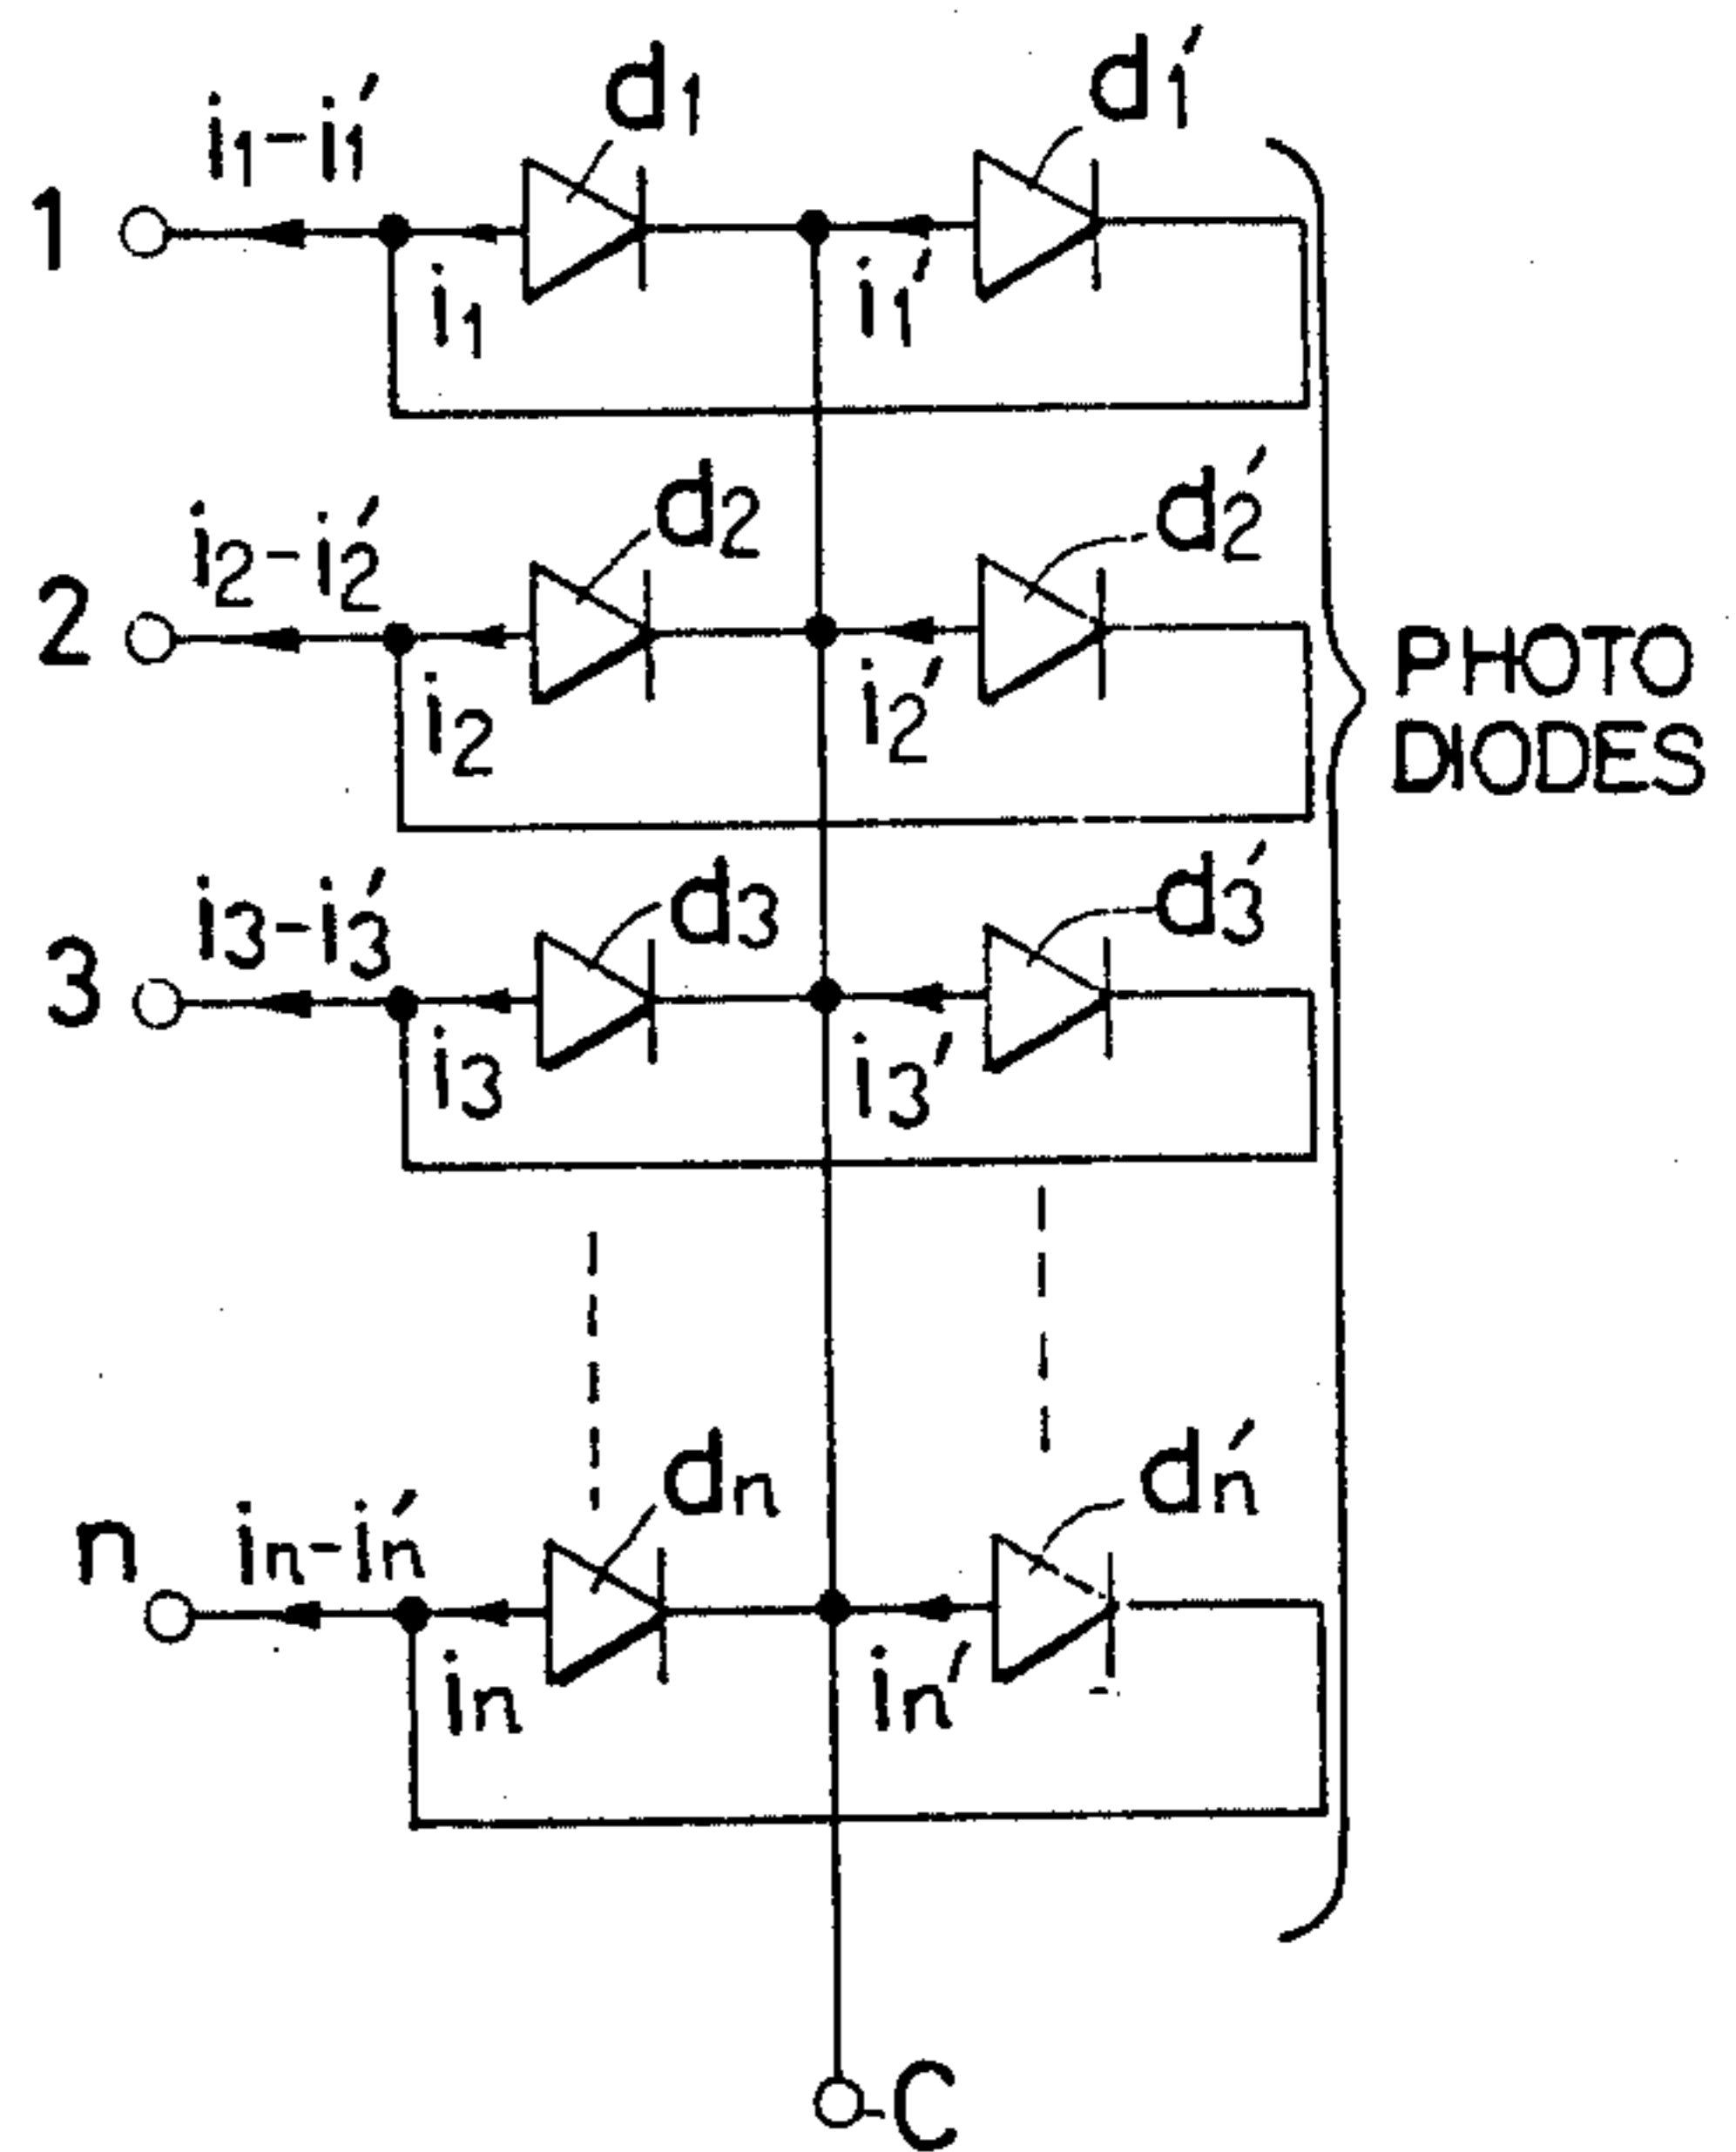 d1 d1′
i1-i1′
1
i1 i1′
d2 d2′
i2-i2′
2
i2 i2′
PHOTO
DIODES
d3 d3′
i3-i3′
3
i3 i3′
dn dn′
in-in′
n
in in′
C